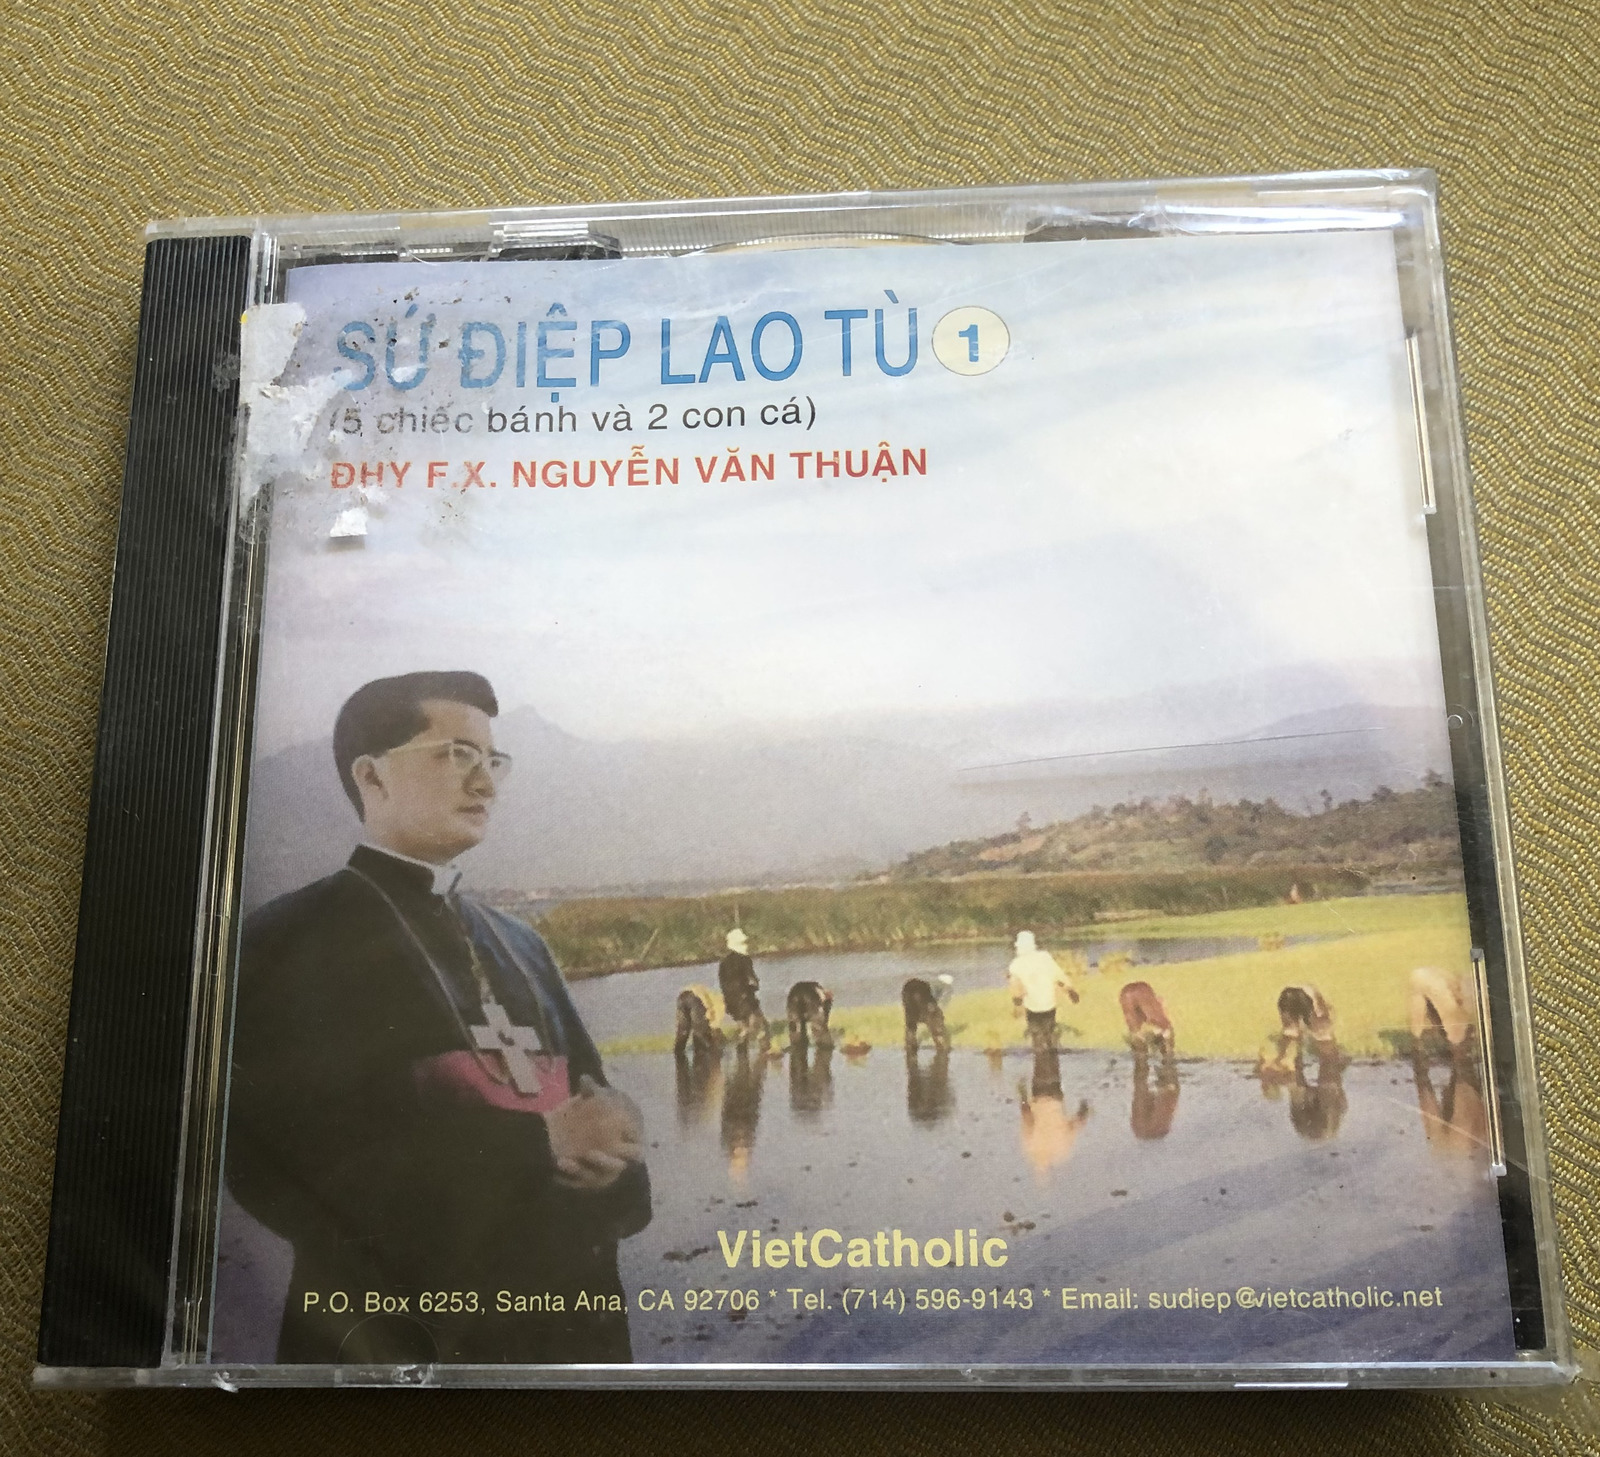 SỨ ĐIỆP LAO TÙ 1
(5 chiếc bánh và 2 con cá)
ĐHY F.X. NGUYỄN VĂN THUẬN
VietCatholic
P.O. Box 6253, Santa Ana, CA 92706 * Tel. (714) 596-9143 * Email: sudiep@vietcatholic.net